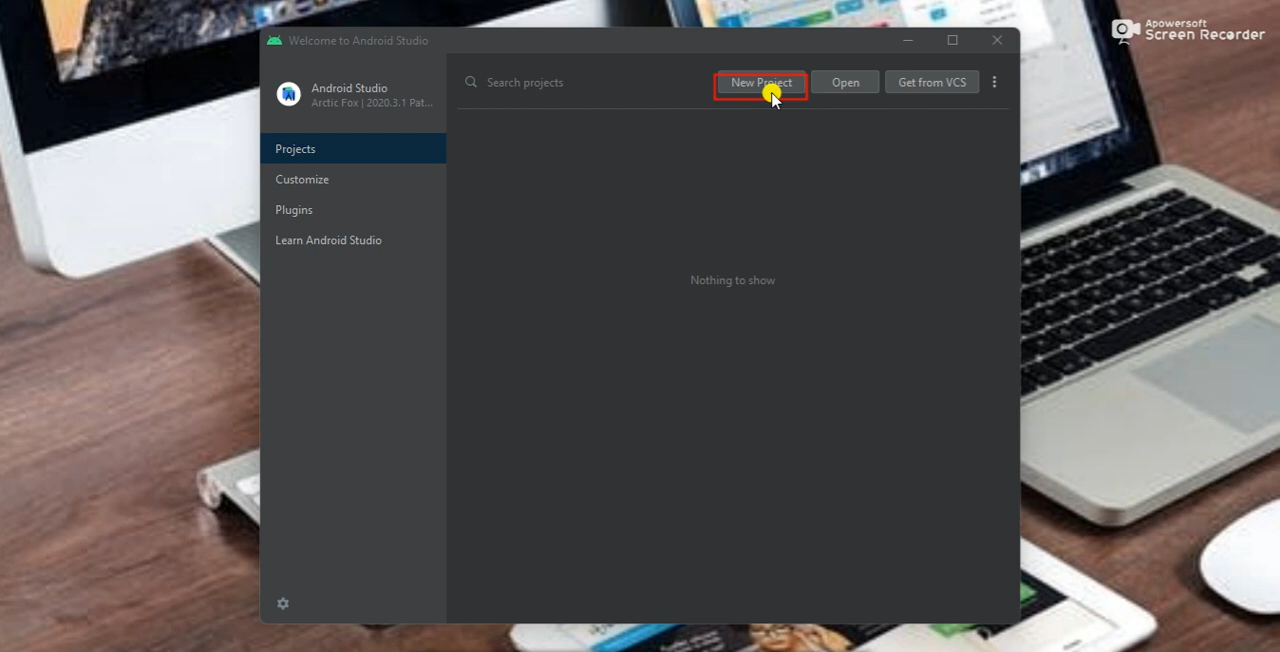 Apowersoft
Screen Recorder
Welcome to Android Studio
Android Studio
Arctic Fox | 2020.3.1 Pat...
Search projects
New Project
Open
Get from VCS
Projects
Customize
Plugins
Learn Android Studio
Nothing to show